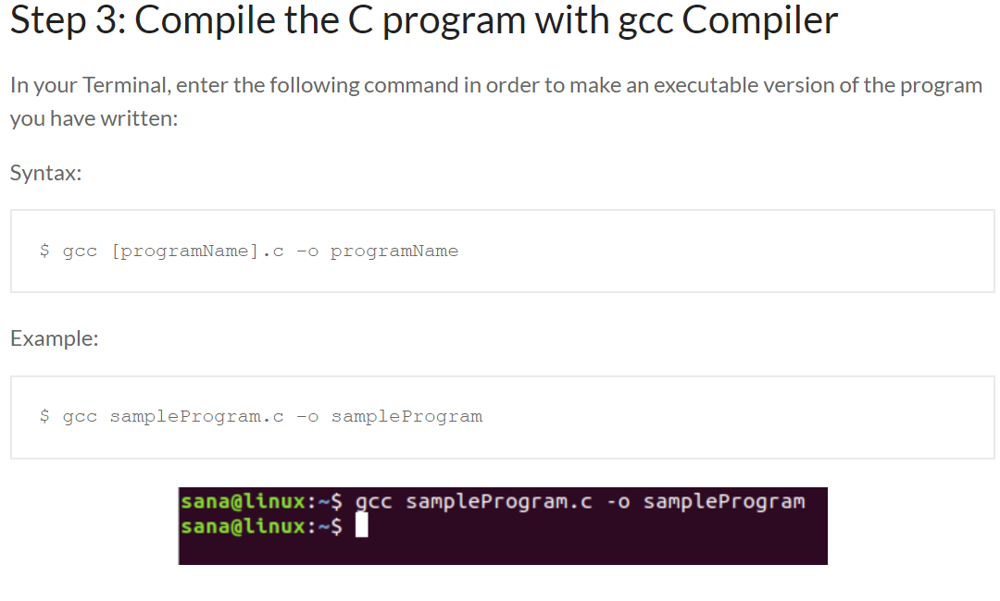 Step 3: Compile the C program with gcc Compiler
In your Terminal, enter the following command in order to make an executable version of the program
you have written:
Syntax:
$ gcc [programName].c -o programName
Example:
$ gcc sampleProgram.c -o sampleProgram
sana@linux:~$ gcc sampleProgram.c -o sampleProgram
sana@linux:~$